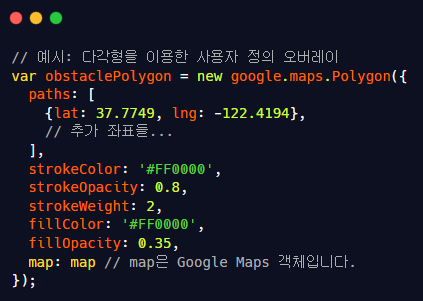 // 예시: 다각형을 이용한 사용자 정의 오버레이
var obstaclePolygon = new google.maps.Polygon({
  paths: [
    {lat: 37.7749, lng: -122.4194},
    // 추가 좌표들...
  ],
  strokeColor: '#FF0000',
  strokeOpacity: 0.8,
  strokeWeight: 2,
  fillColor: '#FF0000',
  fillOpacity: 0.35,
  map: map // map은 Google Maps 객체입니다.
});